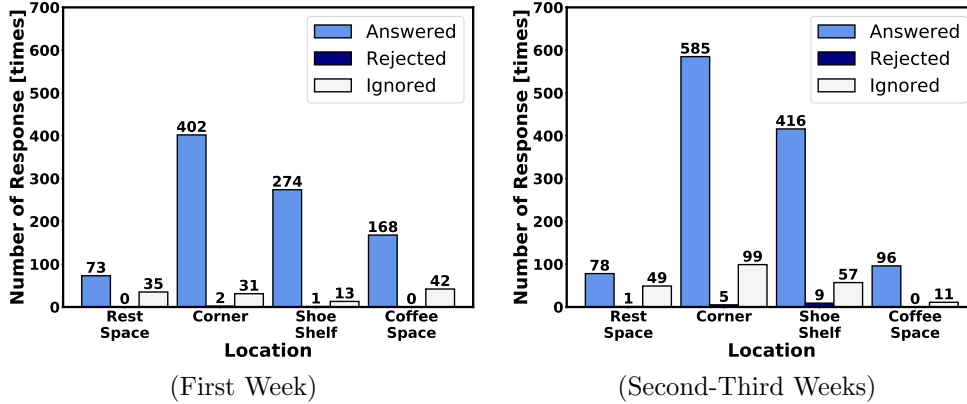 700
600
500
400
300
200
100
0
Number of Response [times]
Answered
Rejected
Ignored
73
0
35
402
2
31
274
1
13
168
0
42
Rest
Space
Corner
Shoe
Shelf
Coffee
Space
Location
(First Week)
700
600
500
400
300
200
100
0
Number of Response [times]
Answered
Rejected
Ignored
78
1
49
585
5
99
416
9
57
96
0
11
Rest
Space
Corner
Shoe
Shelf
Coffee
Space
Location
(Second-Third Weeks)